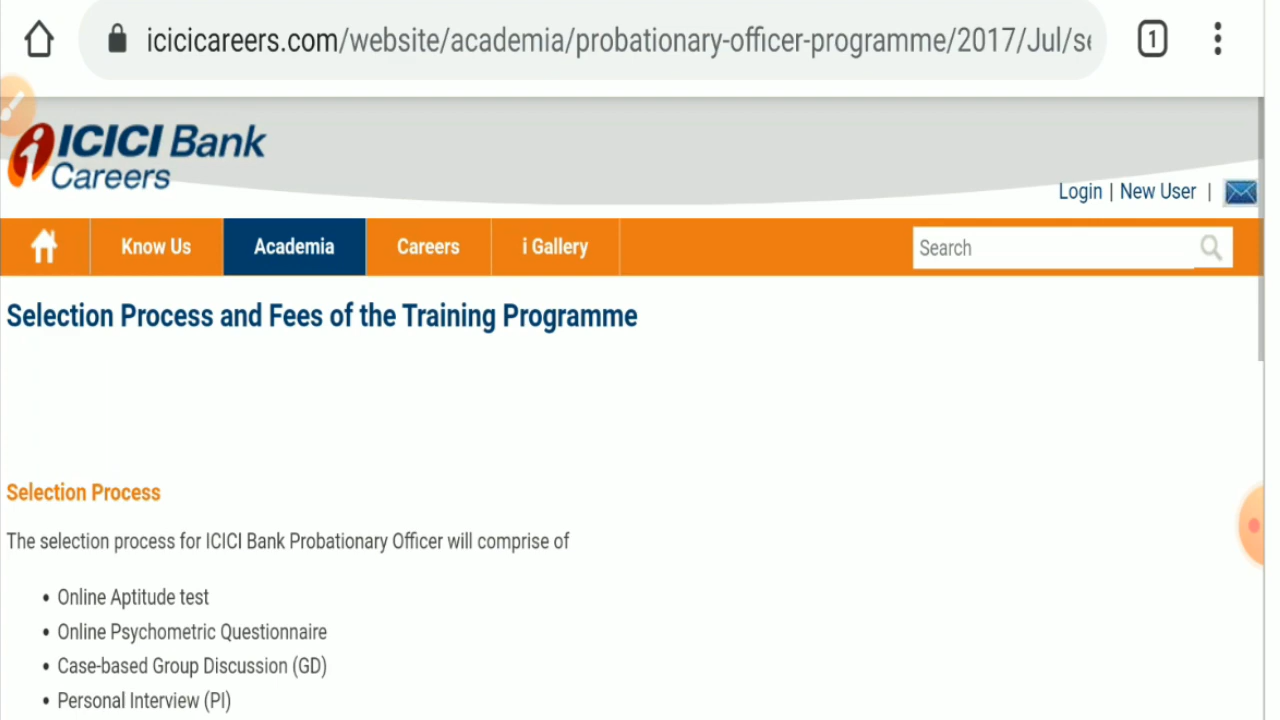 icicicareers.com/website/academia/probationary-officer-programme/2017/Jul/se
1
ICICI Bank
Careers
Login | New User |
Know Us Academia Careers i Gallery Search
Selection Process and Fees of the Training Programme
Selection Process
The selection process for ICICI Bank Probationary Officer will comprise of
• Online Aptitude test
• Online Psychometric Questionnaire
• Case-based Group Discussion (GD)
• Personal Interview (PI)